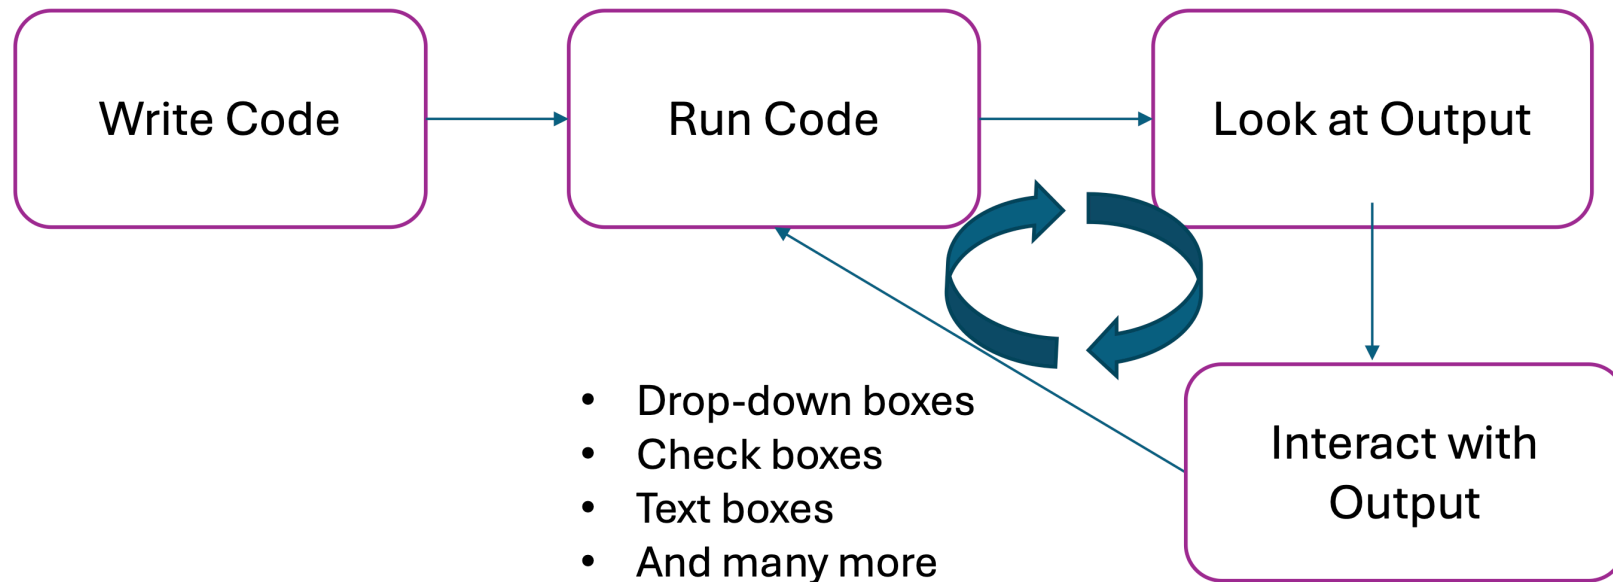 Write Code
Run Code
Look at Output
• Drop-down boxes
• Check boxes
• Text boxes
• And many more
Interact with
Output